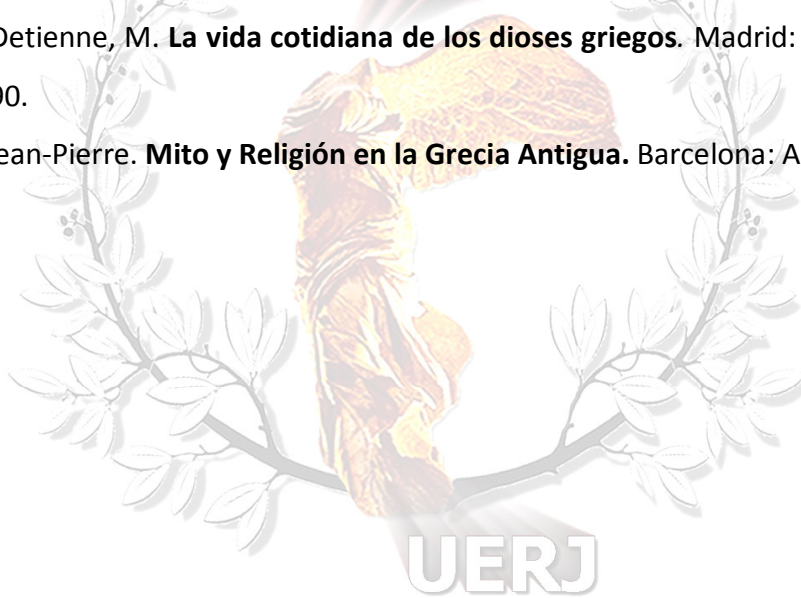 Detienne, M. La vida cotidiana de los dioses griegos. Madrid:
90.
ean-Pierre. Mito y Religión en la Grecia Antigua. Barcelona: A
UERJ